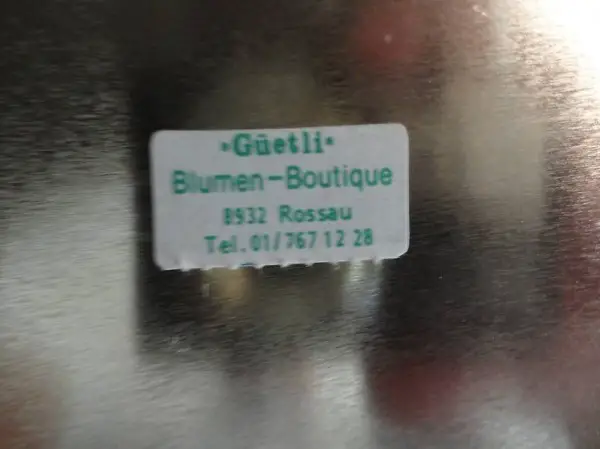 •Güetli•
Blumen-Boutique
8932 Rossau
Tel. 01/767 12 28